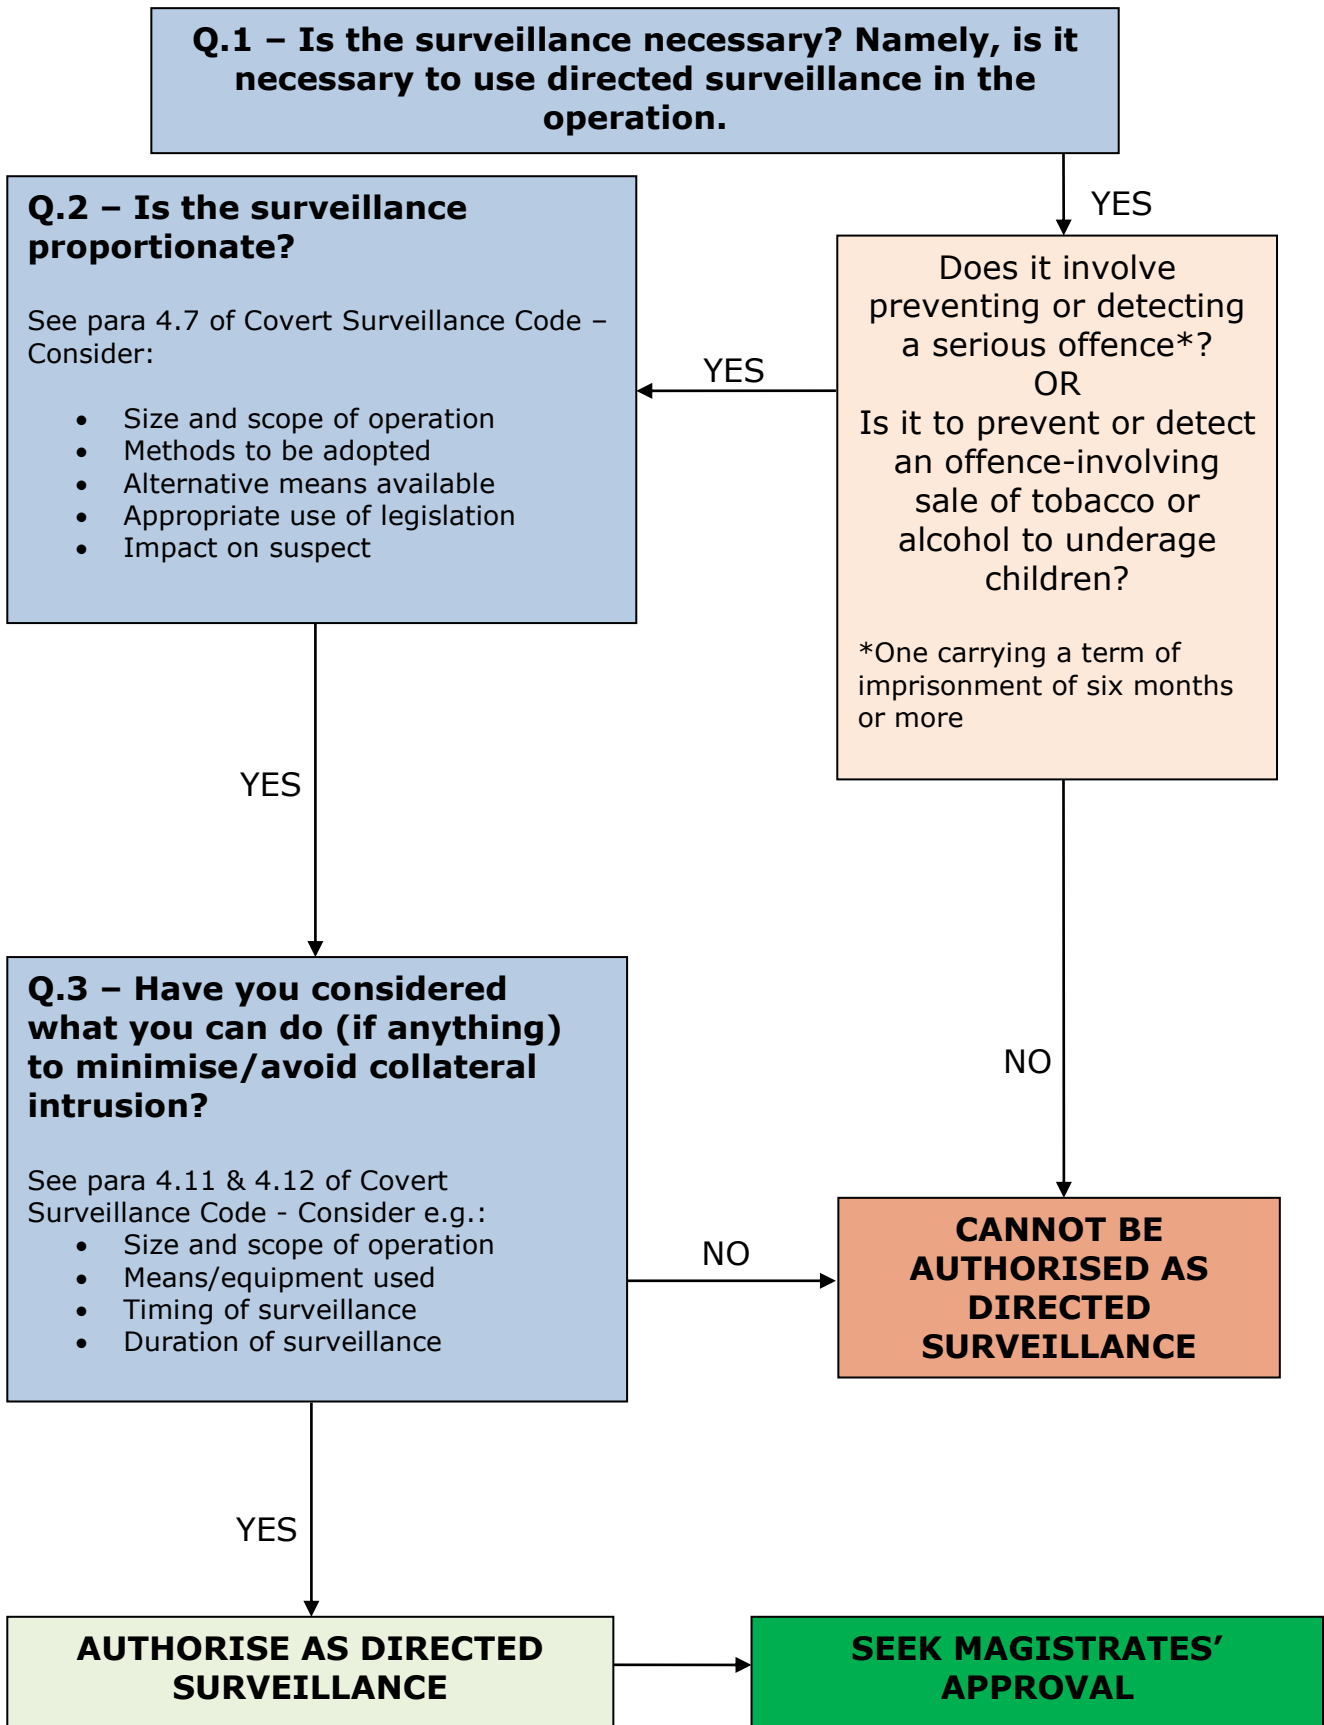 Q.1 – Is the surveillance necessary? Namely, is it
necessary to use directed surveillance in the
operation.
YES
Does it involve
preventing or detecting
a serious offence*?
OR
Is it to prevent or detect
an offence-involving
sale of tobacco or
alcohol to underage
children?
*One carrying a term of
imprisonment of six months
or more
YES
Q.2 – Is the surveillance
proportionate?
See para 4.7 of Covert Surveillance Code –
Consider:
• Size and scope of operation
• Methods to be adopted
• Alternative means available
• Appropriate use of legislation
• Impact on suspect
YES
NO
Q.3 – Have you considered
what you can do (if anything)
to minimise/avoid collateral
intrusion?
See para 4.11 & 4.12 of Covert
Surveillance Code - Consider e.g.:
• Size and scope of operation
• Means/equipment used
• Timing of surveillance
• Duration of surveillance
NO
CANNOT BE
AUTHORISED AS
DIRECTED
SURVEILLANCE
YES
AUTHORISE AS DIRECTED
SURVEILLANCE
SEEK MAGISTRATES’
APPROVAL